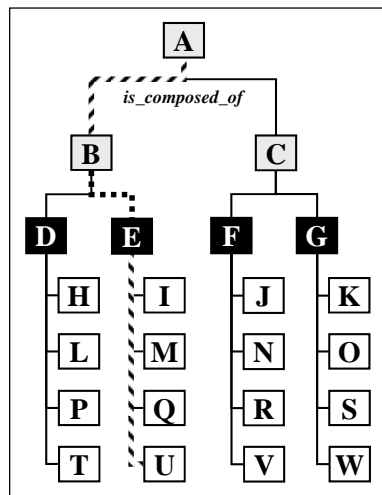 A
is_composed_of
B C
D E F G
H I J K
L M N O
P Q R S
T U V W